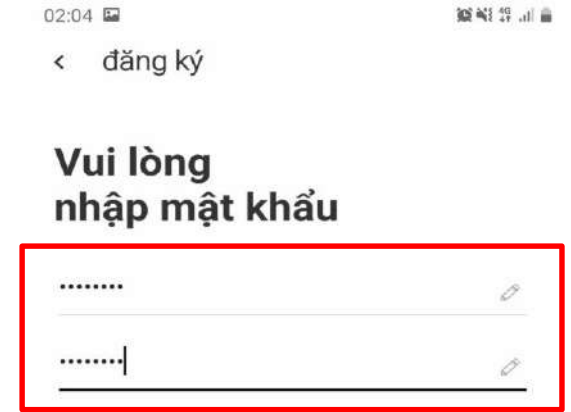 02:04
< đăng ký
Vui lòng
nhập mật khẩu
••••••••
••••••••